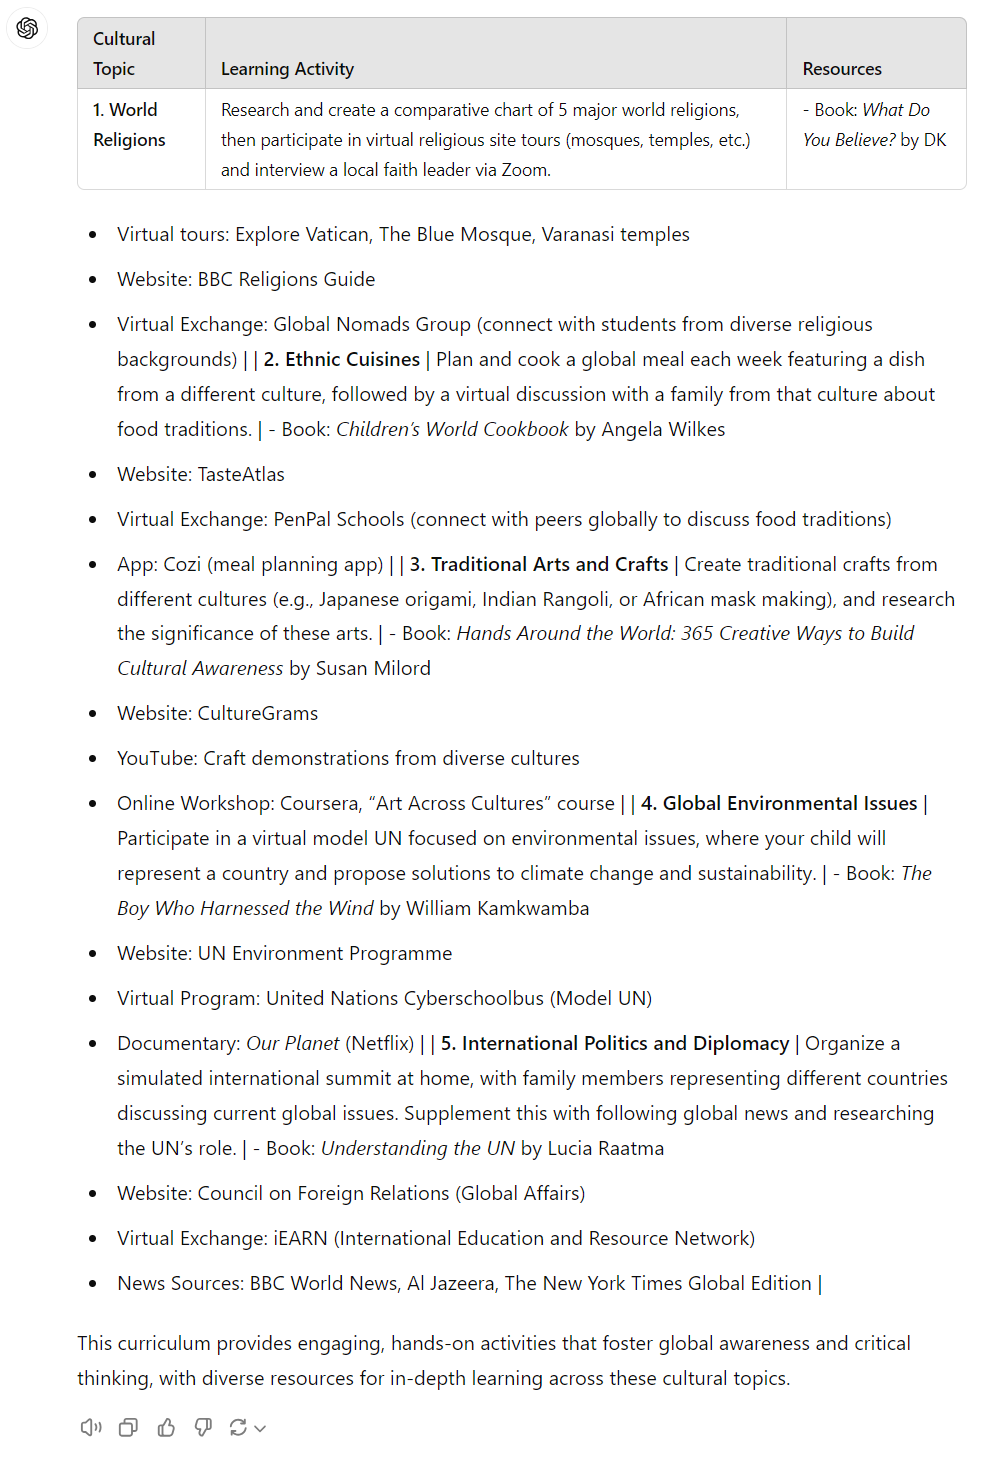 Cultural
Topic
Learning Activity
Resources
1. World
Religions
Research and create a comparative chart of 5 major world religions,
then participate in virtual religious site tours (mosques, temples, etc.)
and interview a local faith leader via Zoom.
- Book: What Do
You Believe? by DK
• Virtual tours: Explore Vatican, The Blue Mosque, Varanasi temples
• Website: BBC Religions Guide
• Virtual Exchange: Global Nomads Group (connect with students from diverse religious
backgrounds) | | 2. Ethnic Cuisines | Plan and cook a global meal each week featuring a dish
from a different culture, followed by a virtual discussion with a family from that culture about
food traditions. | - Book: Children’s World Cookbook by Angela Wilkes
• Website: TasteAtlas
• Virtual Exchange: PenPal Schools (connect with peers globally to discuss food traditions)
• App: Cozi (meal planning app) | | 3. Traditional Arts and Crafts | Create traditional crafts from
different cultures (e.g., Japanese origami, Indian Rangoli, or African mask making), and research
the significance of these arts. | - Book: Hands Around the World: 365 Creative Ways to Build
Cultural Awareness by Susan Milord
• Website: CultureGrams
• YouTube: Craft demonstrations from diverse cultures
• Online Workshop: Coursera, “Art Across Cultures” course | | 4. Global Environmental Issues |
Participate in a virtual model UN focused on environmental issues, where your child will
represent a country and propose solutions to climate change and sustainability. | - Book: The
Boy Who Harnessed the Wind by William Kamkwamba
• Website: UN Environment Programme
• Virtual Program: United Nations Cyberschoolbus (Model UN)
• Documentary: Our Planet (Netflix) | | 5. International Politics and Diplomacy | Organize a
simulated international summit at home, with family members representing different countries
discussing current global issues. Supplement this with following global news and researching
the UN’s role. | - Book: Understanding the UN by Lucia Raatma
• Website: Council on Foreign Relations (Global Affairs)
• Virtual Exchange: iEARN (International Education and Resource Network)
• News Sources: BBC World News, Al Jazeera, The New York Times Global Edition |
This curriculum provides engaging, hands-on activities that foster global awareness and critical
thinking, with diverse resources for in-depth learning across these cultural topics.